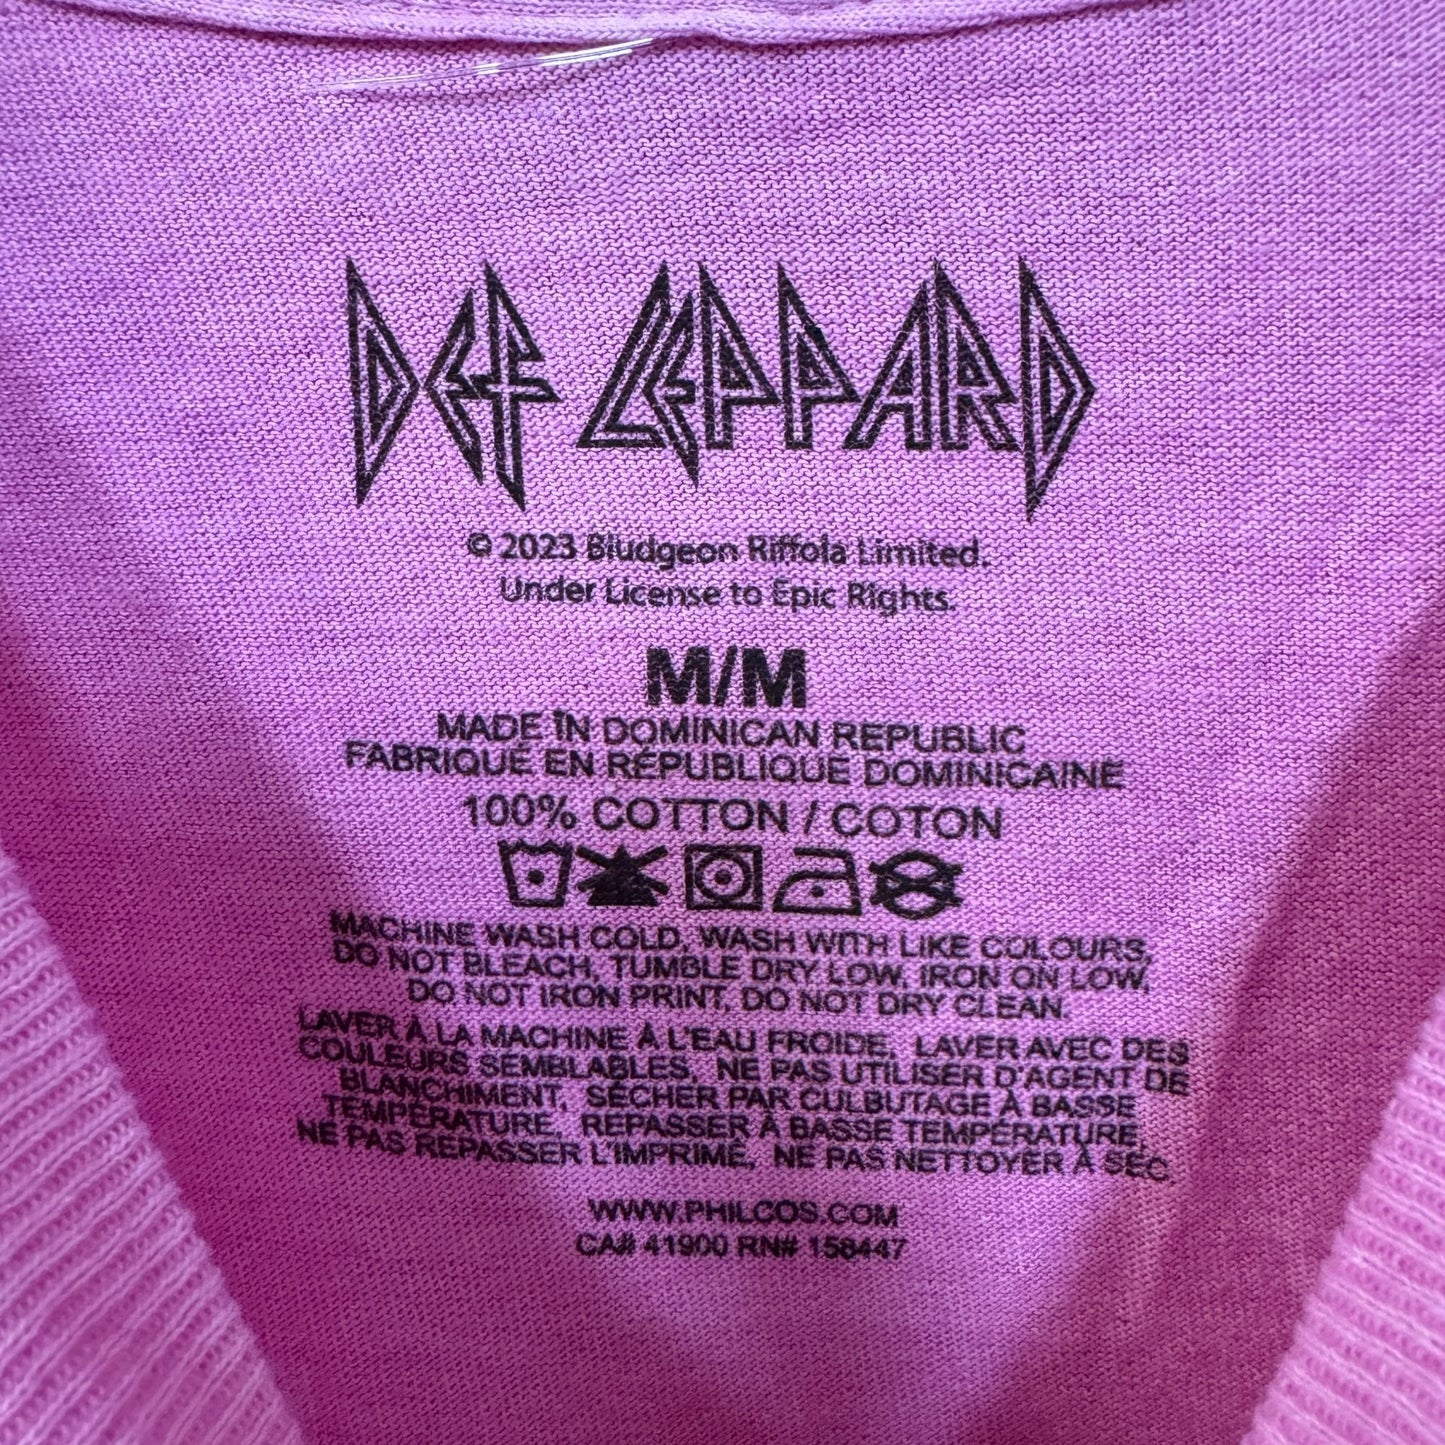 DEF LEPPARD
© 2023 Bludgeon Riffola Limited.
Under License to Epic Rights.
M/M
MADE IN DOMINICAN REPUBLIC
FABRIQUÉ EN RÉPUBLIQUE DOMINICAINE
100% COTTON / COTON
MACHINE WASH COLD, WASH WITH LIKE COLOURS,
DO NOT BLEACH, TUMBLE DRY LOW, IRON ON LOW,
DO NOT IRON PRINT, DO NOT DRY CLEAN.
LAVER À LA MACHINE À L'EAU FROIDE, LAVER AVEC DES
COULEURS SEMBLABLES, NE PAS UTILISER D'AGENT DE
BLANCHIMENT, SÉCHER PAR CULBUTAGE À BASSE
TEMPÉRATURE, REPASSER À BASSE TEMPÉRATURE,
NE PAS REPASSER L'IMPRIMÉ, NE PAS NETTOYER À SEC
WWW.PHILCOS.COM
CA# 41900 RN# 158447